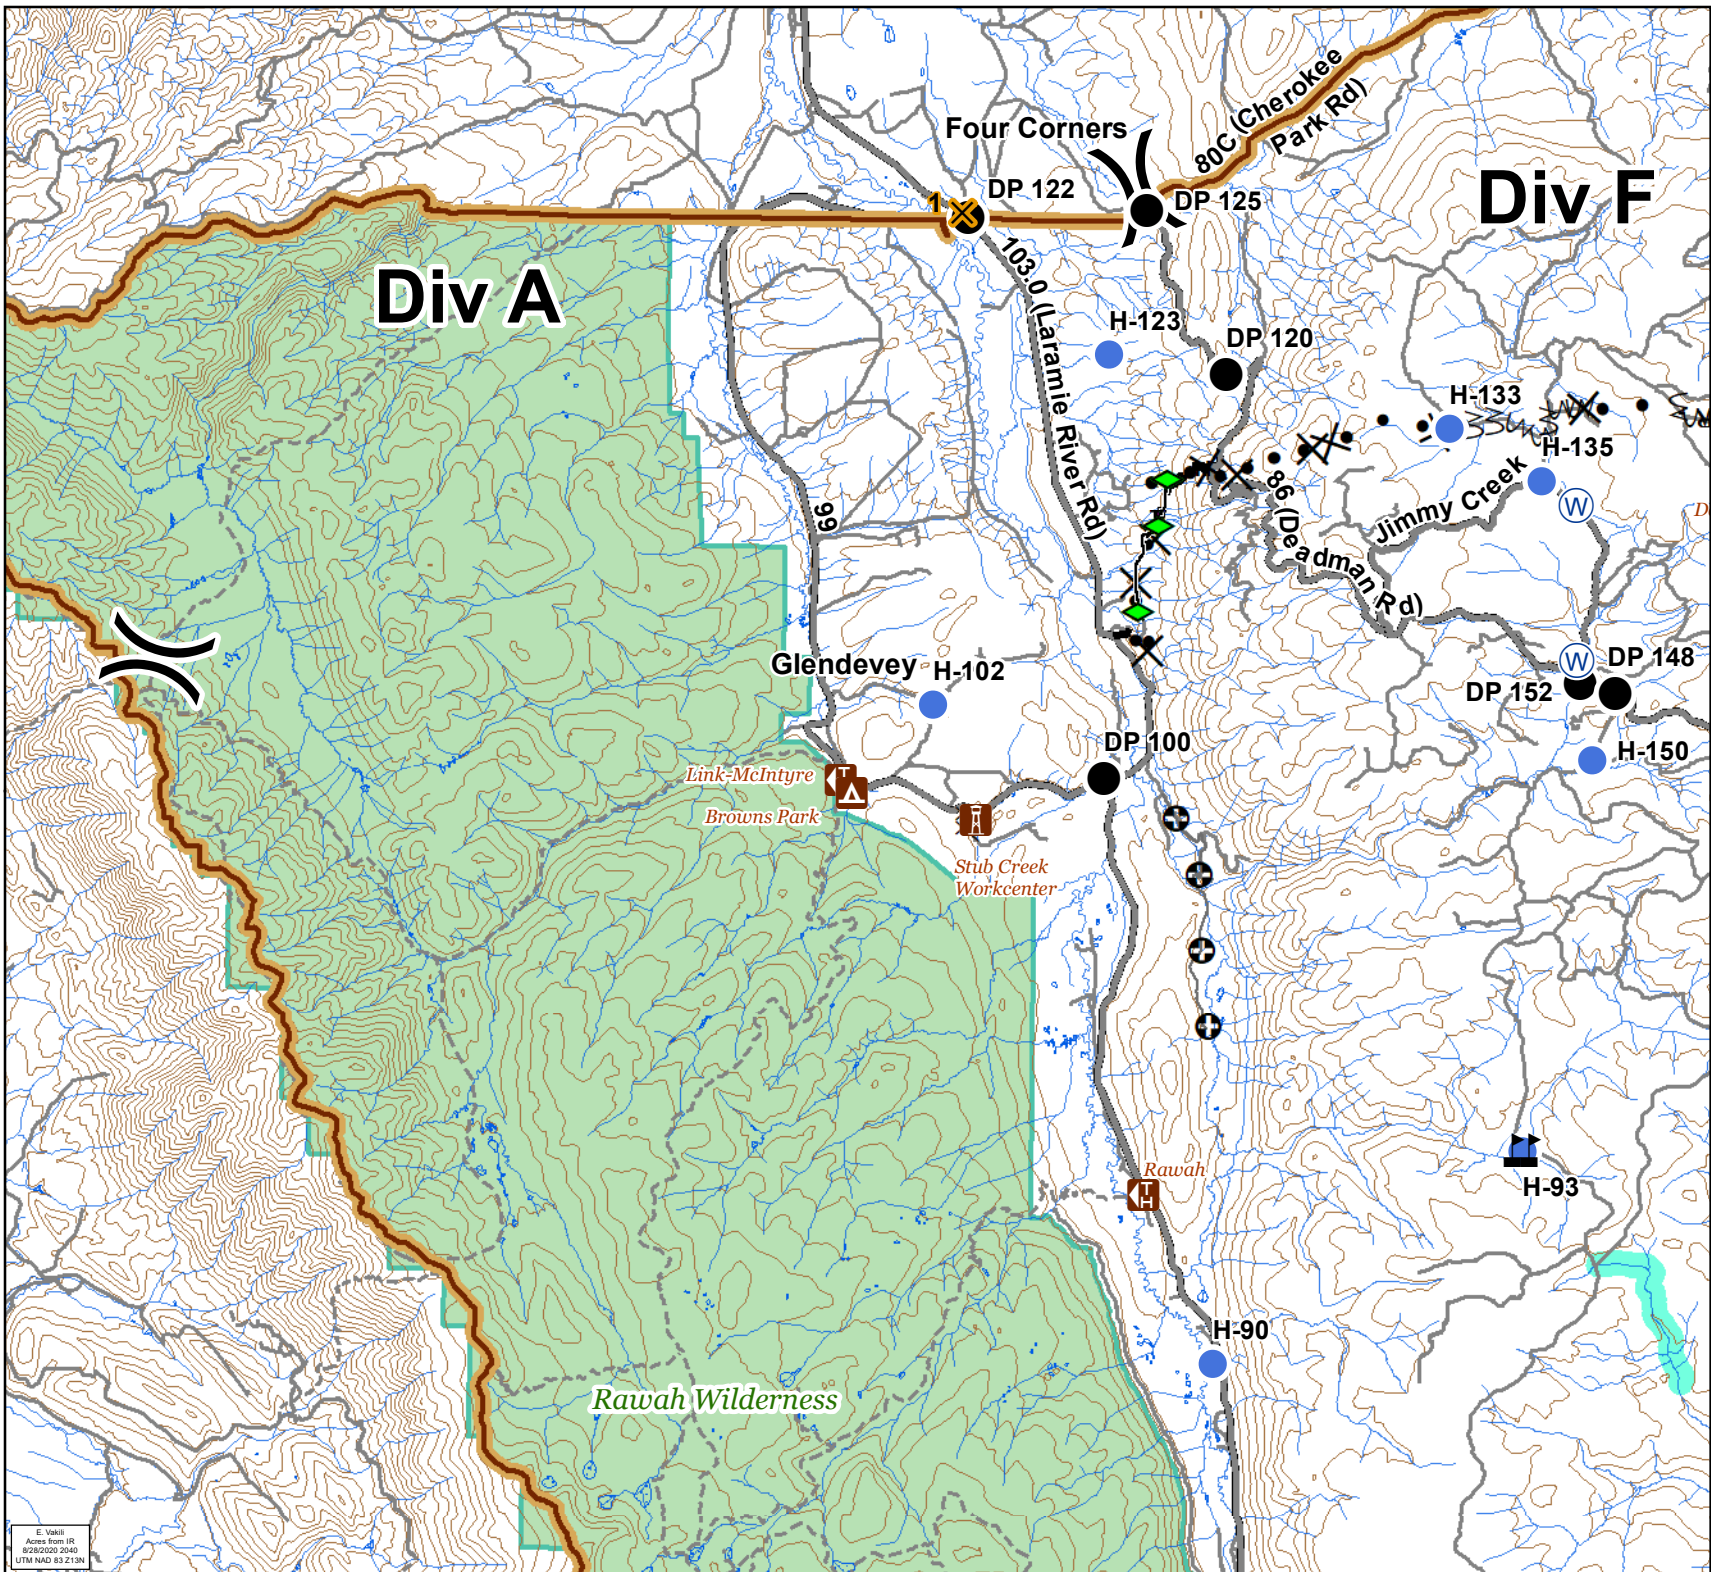 Four Corners
80C (Cherokee
Park Rd)
DP 122
DP 125
Div F
1
Div A
103.0 (Laramie River Rd)
H-123
DP 120
H-133
H-135
99
86 (Deadman Rd)
Jimmy Creek
W
D
Glendevey
H-102
W
DP 148
DP 152
DP 100
H-150
Link-McIntyre
T
Browns Park
Stub Creek
Workcenter
Rawah
TH
H-93
H-90
Rawah Wilderness
E. Vakili
Acres from IR
8/28/2020 2040
UTM NAD 83 Z13N